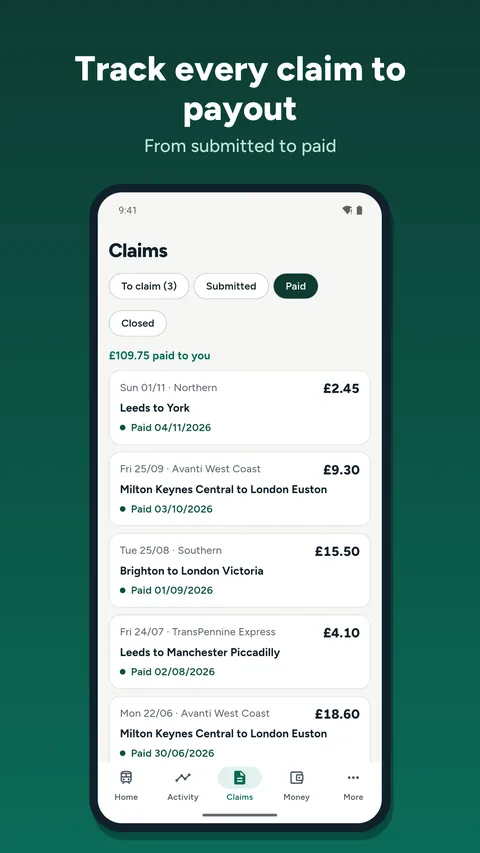 Track every claim to
payout
From submitted to paid
9:41
Claims
To claim (3) Submitted Paid
Closed
£109.75 paid to you
Sun 01/11 · Northern £2.45
Leeds to York
Paid 04/11/2026
Fri 25/09 · Avanti West Coast £9.30
Milton Keynes Central to London Euston
Paid 03/10/2026
Tue 25/08 · Southern £15.50
Brighton to London Victoria
Paid 01/09/2026
Fri 24/07 · TransPennine Express £4.10
Leeds to Manchester Piccadilly
Paid 02/08/2026
Mon 22/06 · Avanti West Coast £18.60
Milton Keynes Central to London Euston
Paid 30/06/2026
Home Activity Claims Money More